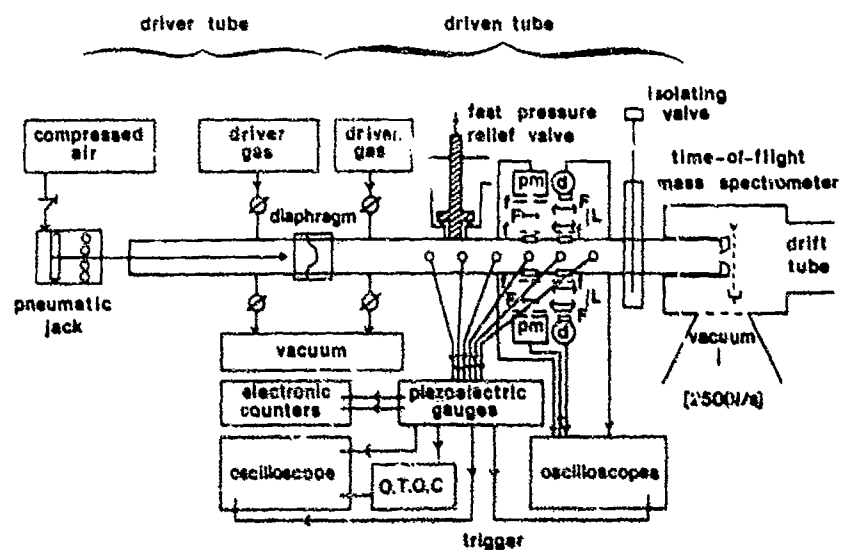 driver tube
driven tube
compressed
air
driver
gas
driver
gas
fast pressure
relief valve
isolating
valve
time-of-flight
mass spectrometer
diaphragm
pm
d
f
F
F
L
f
f
pneumatic
jack
drift
tube
f
F
f
L
F
pm
d
vacuum
vacuum
electronic
counters
piezoelectric
gauges
oscilloscope
O.T.O.C
oscilloscopes
trigger